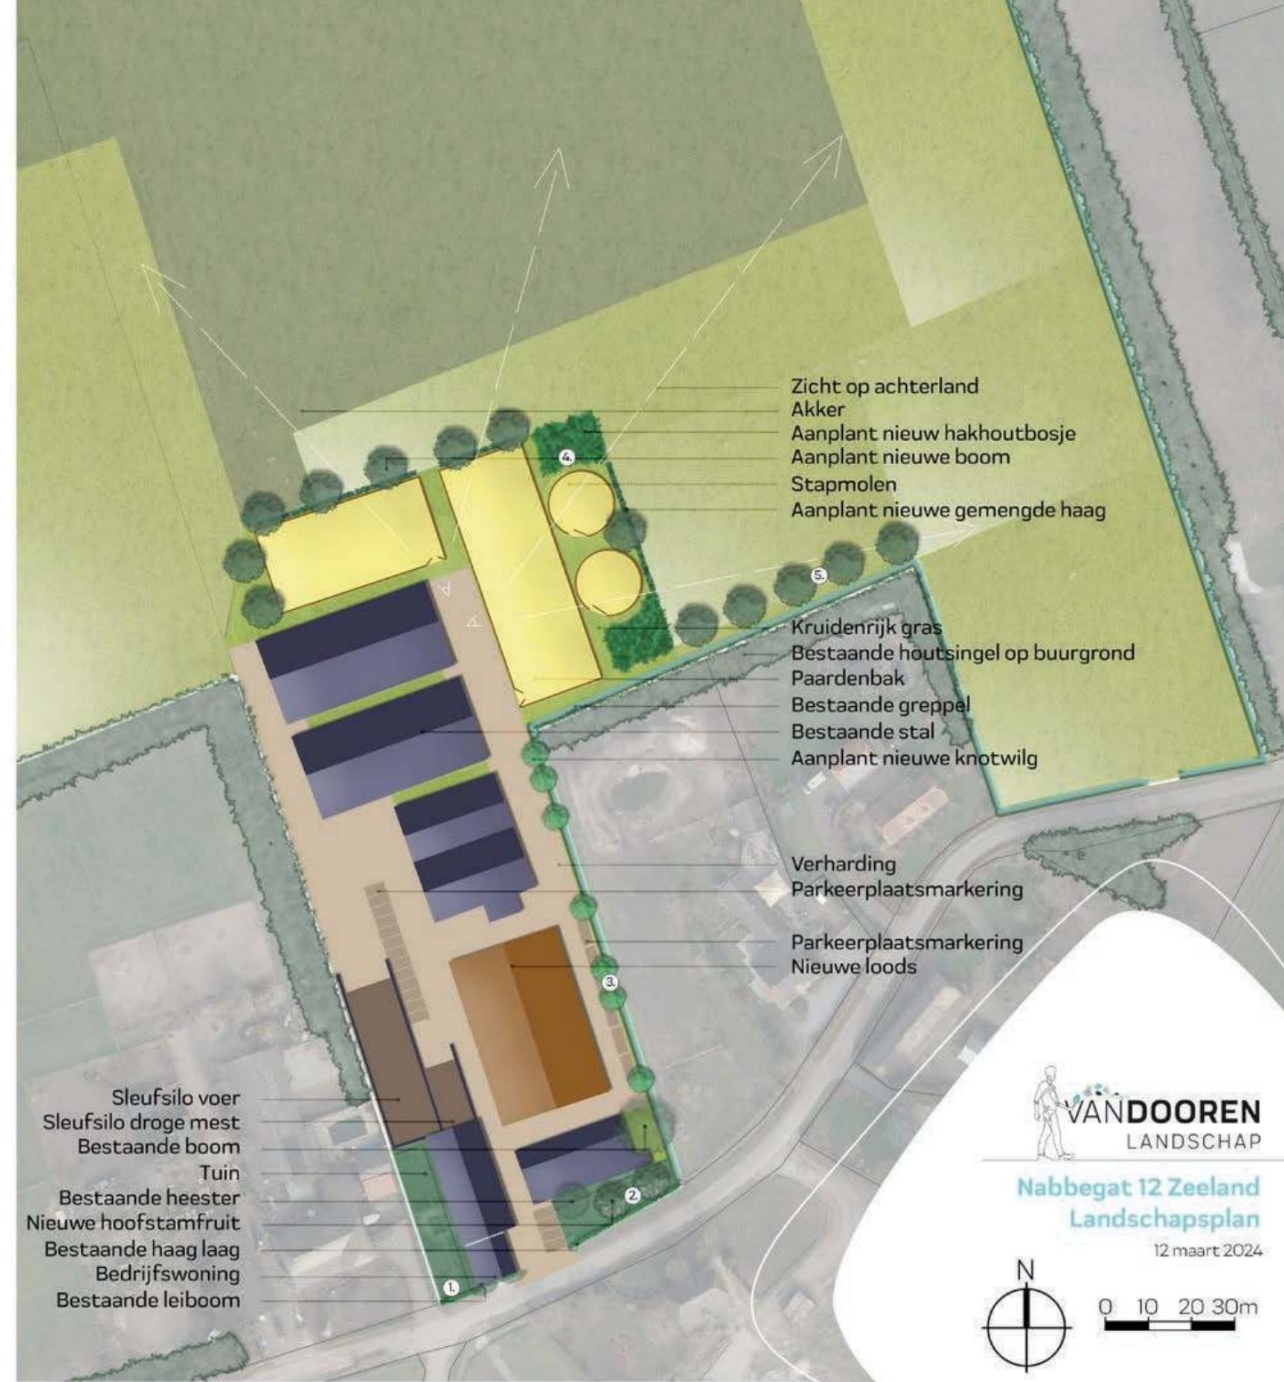 Zicht op achterland
Akker
Aanplant nieuw hakhoutbosje
Aanplant nieuwe boom
4.
Stapmolen
Aanplant nieuwe gemengde haag
5.
Kruidenrijk gras
Bestaande houtsingel op buurgrond
Paardenbak
Bestaande greppel
Bestaande stal
Aanplant nieuwe knotwilg
Verharding
Parkeerplaatsmarkering
Parkeerplaatsmarkering
Nieuwe loods
3.
Sleufsilo voer
Sleufsilo droge mest
Bestaande boom
Tuin
Bestaande heester
Nieuwe hoofstamfruit
Bestaande haag laag
Bedrijfswoning
Bestaande leiboom
2.
1.
VANDOOREN
LANDSCHAP
Nabbegat 12 Zeeland
Landschapsplan
12 maart 2024
N
0 10 20 30m